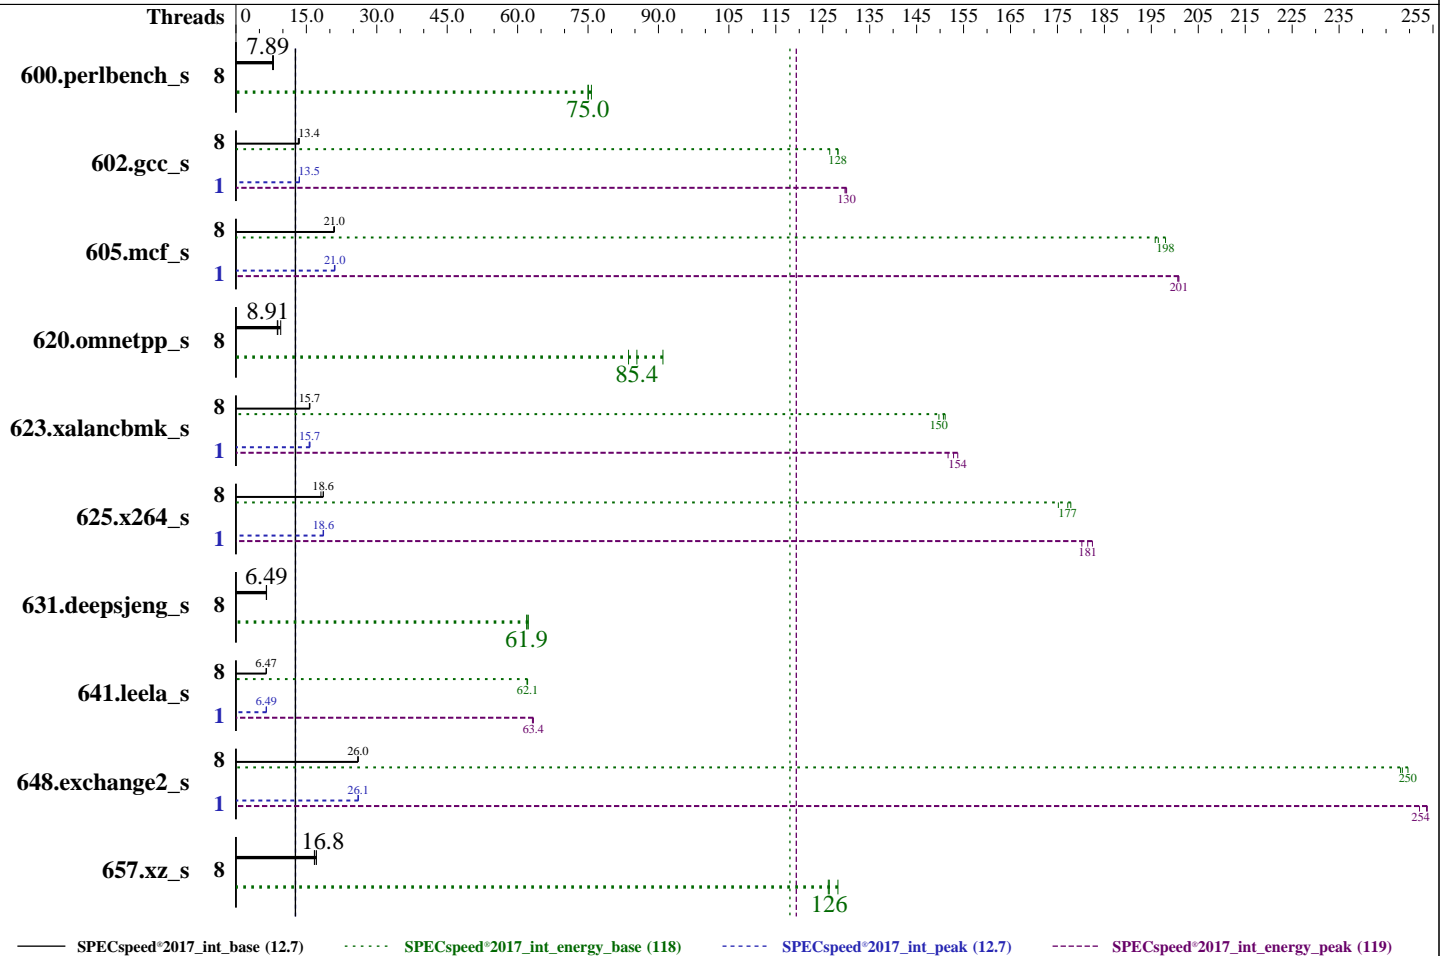 Threads 0 15.0 30.0 45.0 60.0 75.0 90.0 105 115 125 135 145 155 165 175 185 195 205 215 225 235 255
7.89
600.perlbench_s 8
75.0
8 13.4
128
602.gcc_s
1 13.5
130
8 21.0
198
605.mcf_s
1 21.0
201
8.91
620.omnetpp_s 8
85.4
8 15.7
150
623.xalancbmk_s
1 15.7
154
8 18.6
177
625.x264_s
1 18.6
181
6.49
631.deepsjeng_s 8
61.9
8 6.47
62.1
641.leela_s
1 6.49
63.4
8 26.0
250
648.exchange2_s
1 26.1
254
16.8
657.xz_s 8
126
SPECspeed®2017_int_base (12.7) SPECspeed®2017_int_energy_base (118) SPECspeed®2017_int_peak (12.7) SPECspeed®2017_int_energy_peak (119)